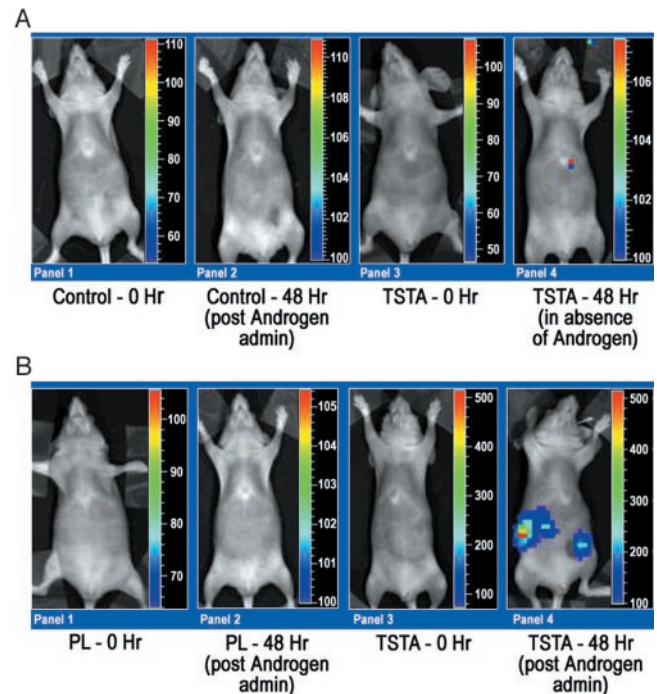 A
110
100
90
80
70
60
Panel 1
Control - 0 Hr
110
108
106
104
102
100
Panel 2
Control - 48 Hr
(post Androgen
admin)
100
90
80
70
60
50
Panel 3
TSTA - 0 Hr
106
104
102
100
Panel 4
TSTA - 48 Hr
(in absence
of Androgen)
B
100
90
80
70
Panel 1
PL - 0 Hr
105
104
103
102
101
100
Panel 2
PL - 48 Hr
(post Androgen
admin)
500
400
300
200
100
Panel 3
TSTA - 0 Hr
500
400
300
200
100
Panel 4
TSTA - 48 Hr
(post Androgen
admin)